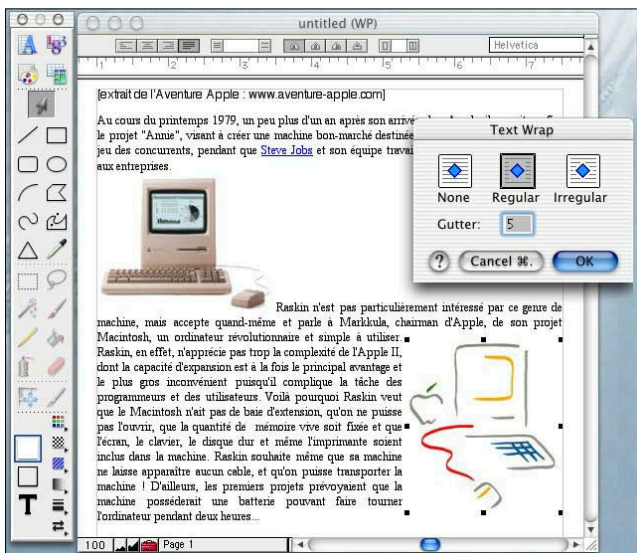 untitled (WP)
Helvetica
1 2 3 4 5 6 7
[extrait de l'Aventure Apple : www.aventure-apple.com]
Au cours du printemps 1979, un peu plus d'un an après son arrivée
le projet "Annie", visant à créer une machine bon-marché destinée
jeu des concurrents, pendant que Steve Jobs et son équipe
aux entreprises.
Text Wrap
None Regular Irregular
Gutter: 5
? Cancel ⌘. OK
Raskin n'est pas particulièrement intéressé par ce genre de
machine, mais accepte quand-même et parle à Markkula, chairman d'Apple, de son projet
Macintosh, un ordinateur révolutionnaire et simple à utiliser.
Raskin, en effet, n'apprécie pas trop la complexité de l'Apple II,
dont la capacité d'expansion est à la fois le principal avantage et
le plus gros inconvénient puisqu'il complique la tâche des
programmeurs et des utilisateurs. Voilà pourquoi Raskin veut
que le Macintosh n'ait pas de baie d'extension, qu'on ne puisse
pas l'ouvrir, que la quantité de mémoire vive soit fixée et que
l'écran, le clavier, le disque dur et même l'imprimante soient
inclus dans la machine. Raskin souhaite même que sa machine
ne laisse apparaître aucun cable, et qu'on puisse transporter la
machine ! D'ailleurs, les premiers projets prévoyaient que la
machine posséderait une batterie pouvant faire tourner
l'ordinateur pendant deux heures...
100 Page 1